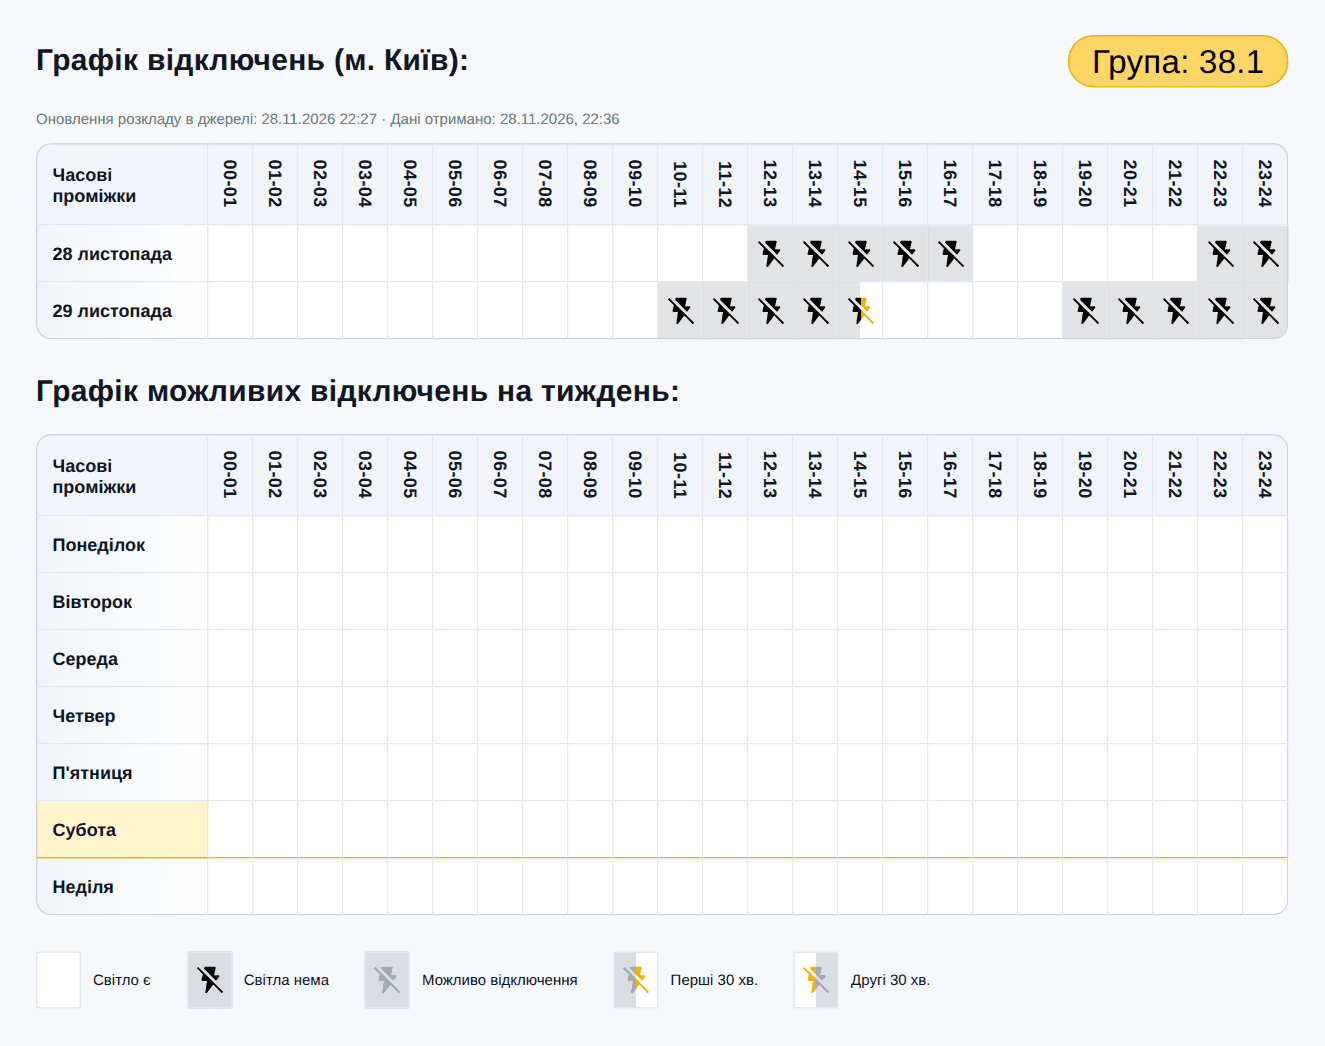 Графік відключень (м. Київ):
Група: 38.1
Оновлення розкладу в джерелі: 28.11.2026 22:27 · Дані отримано: 28.11.2026, 22:36
Часові
проміжки
00-01 01-02 02-03 03-04 04-05 05-06 06-07 07-08 08-09 09-10 10-11 11-12 12-13 13-14 14-15 15-16 16-17 17-18 18-19 19-20 20-21 21-22 22-23 23-24
28 листопада
29 листопада
Графік можливих відключень на тиждень:
Часові
проміжки
00-01 01-02 02-03 03-04 04-05 05-06 06-07 07-08 08-09 09-10 10-11 11-12 12-13 13-14 14-15 15-16 16-17 17-18 18-19 19-20 20-21 21-22 22-23 23-24
Понеділок
Вівторок
Середа
Четвер
П'ятниця
Субота
Неділя
Світло є Світла нема Можливо відключення Перші 30 хв. Другі 30 хв.